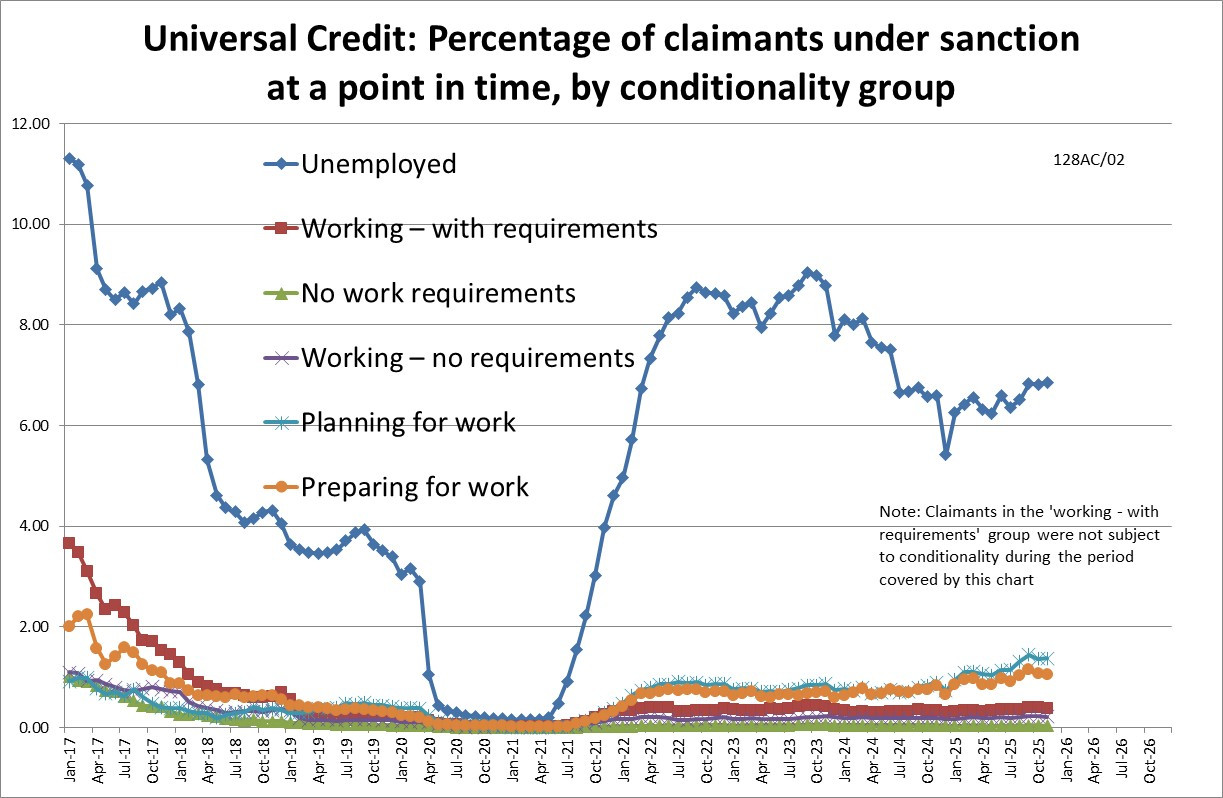 Universal Credit: Percentage of claimants under sanction
at a point in time, by conditionality group
12.00
10.00
8.00
6.00
4.00
2.00
0.00
Unemployed
Working – with requirements
No work requirements
Working – no requirements
Planning for work
Preparing for work
128AC/02
Note: Claimants in the 'working - with
requirements' group were not subject
to conditionality during the period
covered by this chart
Jan-17
Apr-17
Jul-17
Oct-17
Jan-18
Apr-18
Jul-18
Oct-18
Jan-19
Apr-19
Jul-19
Oct-19
Jan-20
Apr-20
Jul-20
Oct-20
Jan-21
Apr-21
Jul-21
Oct-21
Jan-22
Apr-22
Jul-22
Oct-22
Jan-23
Apr-23
Jul-23
Oct-23
Jan-24
Apr-24
Jul-24
Oct-24
Jan-25
Apr-25
Jul-25
Oct-25
Jan-26
Apr-26
Jul-26
Oct-26